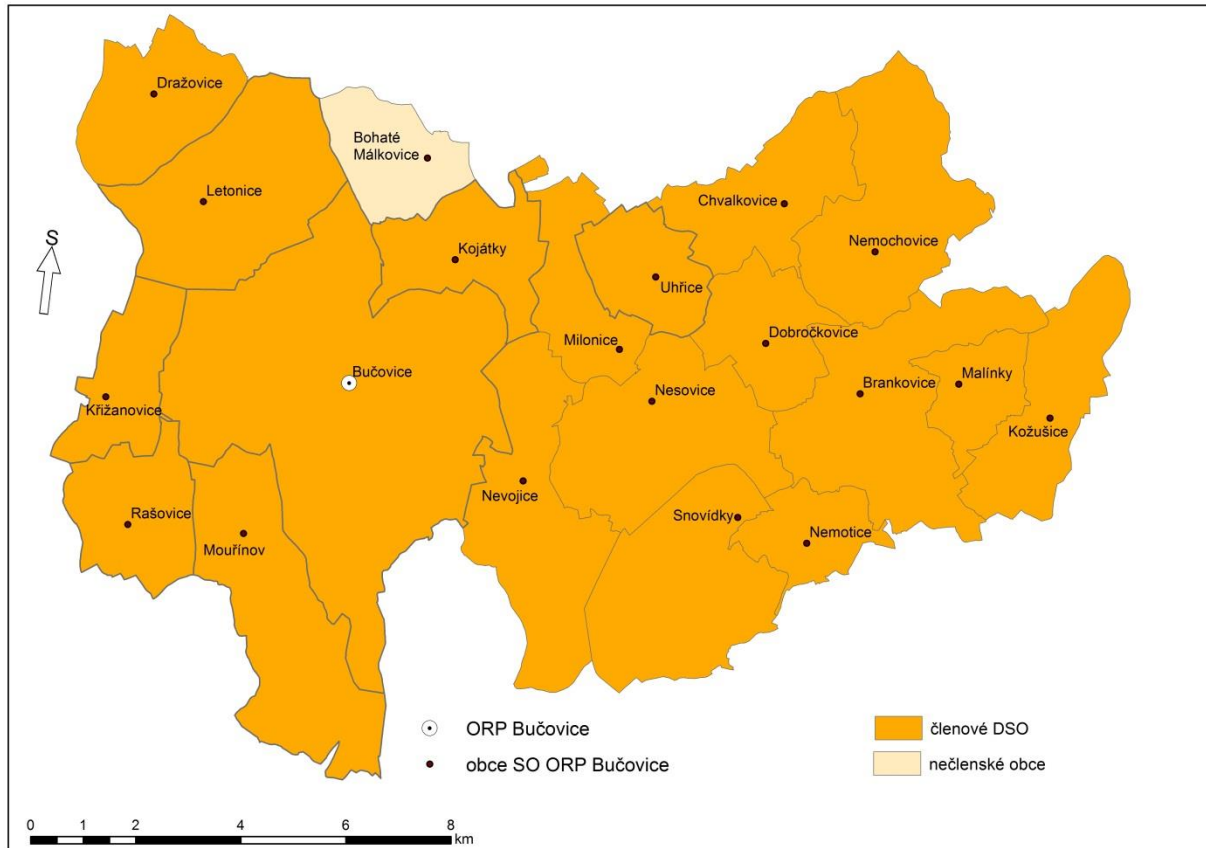 Dražovice
Bohaté
Málkovice
Letonice
Chvalkovice
S
Kojátky
Nemochovice
Uhřice
Milonice
Dobročkovice
Bučovice
Nesovice
Brankovice
Malínky
Křižanovice
Kožušice
Nevojice
Rašovice
Snovídky
Mouřínov
Nemotice
ORP Bučovice
členové DSO
obce SO ORP Bučovice
nečlenské obce
0 1 2 4 6 8
km